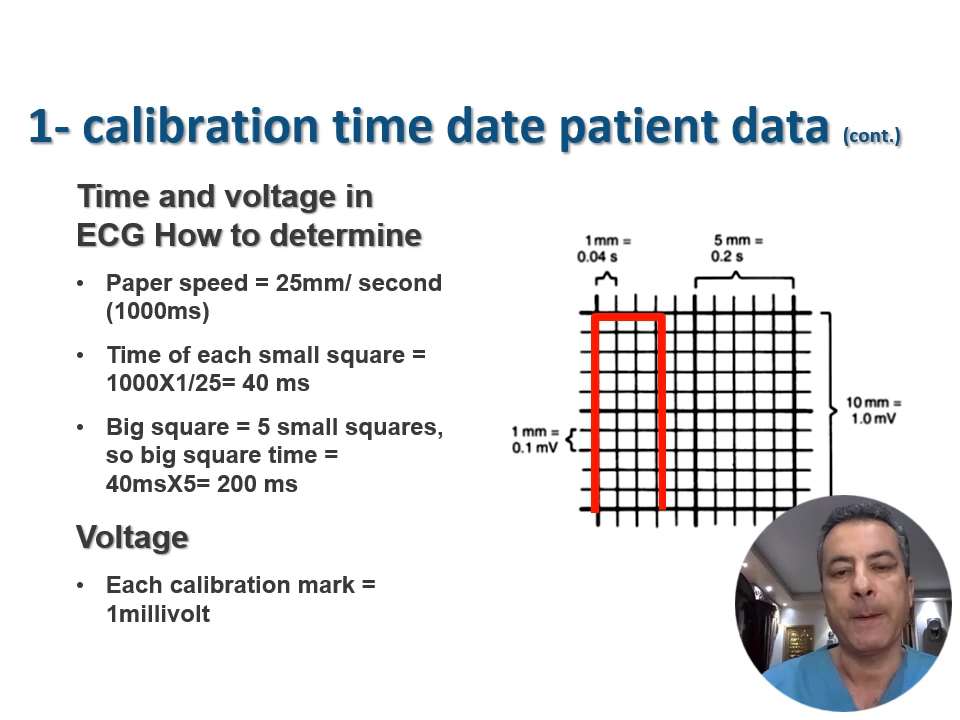 1- calibration time date patient data (cont.)
Time and voltage in
ECG How to determine
• Paper speed = 25mm/ second
(1000ms)
• Time of each small square =
1000X1/25= 40 ms
• Big square = 5 small squares,
so big square time =
40msX5= 200 ms
Voltage
• Each calibration mark =
1millivolt
1 mm =
0.04 s
5 mm =
0.2 s
10 mm =
1.0 mV
1 mm =
0.1 mV